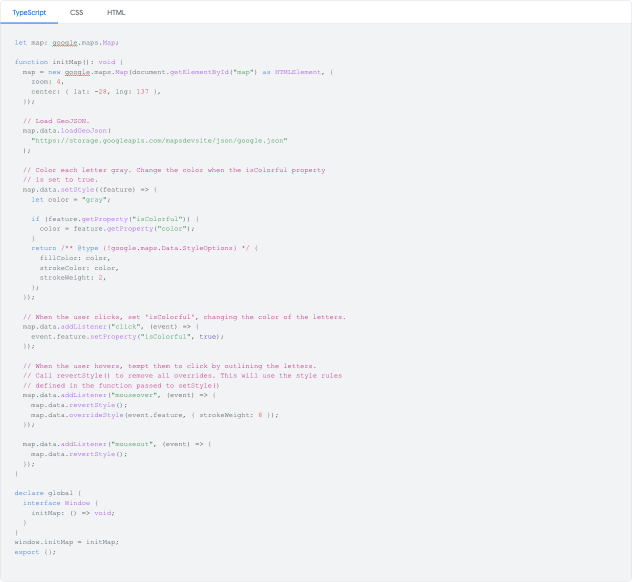 TypeScript CSS HTML
let map: google.maps.Map;
function initMap(): void {
  map = new google.maps.Map(document.getElementById("map") as HTMLElement, {
    zoom: 4,
    center: { lat: -28, lng: 137 },
  });
  // Load GeoJSON.
  map.data.loadGeoJson(
    "https://storage.googleapis.com/mapsdevsite/json/google.json"
  );
  // Color each letter gray. Change the color when the isColorful property
  // is set to true.
  map.data.setStyle((feature) => {
    let color = "gray";
    if (feature.getProperty("isColorful")) {
      color = feature.getProperty("color");
    }
    return /** @type {!google.maps.Data.StyleOptions} */ {
      fillColor: color,
      strokeColor: color,
      strokeWeight: 2,
    };
  });
  // When the user clicks, set 'isColorful', changing the color of the letters.
  map.data.addListener("click", (event) => {
    event.feature.setProperty("isColorful", true);
  });
  // When the user hovers, tempt them to click by outlining the letters.
  // Call revertStyle() to remove all overrides. This will use the style rules
  // defined in the function passed to setStyle()
  map.data.addListener("mouseover", (event) => {
    map.data.revertStyle();
    map.data.overrideStyle(event.feature, { strokeWeight: 8 });
  });
  map.data.addListener("mouseout", (event) => {
    map.data.revertStyle();
  });
}
declare global {
  interface Window {
    initMap: () => void;
  }
}
window.initMap = initMap;
export {};